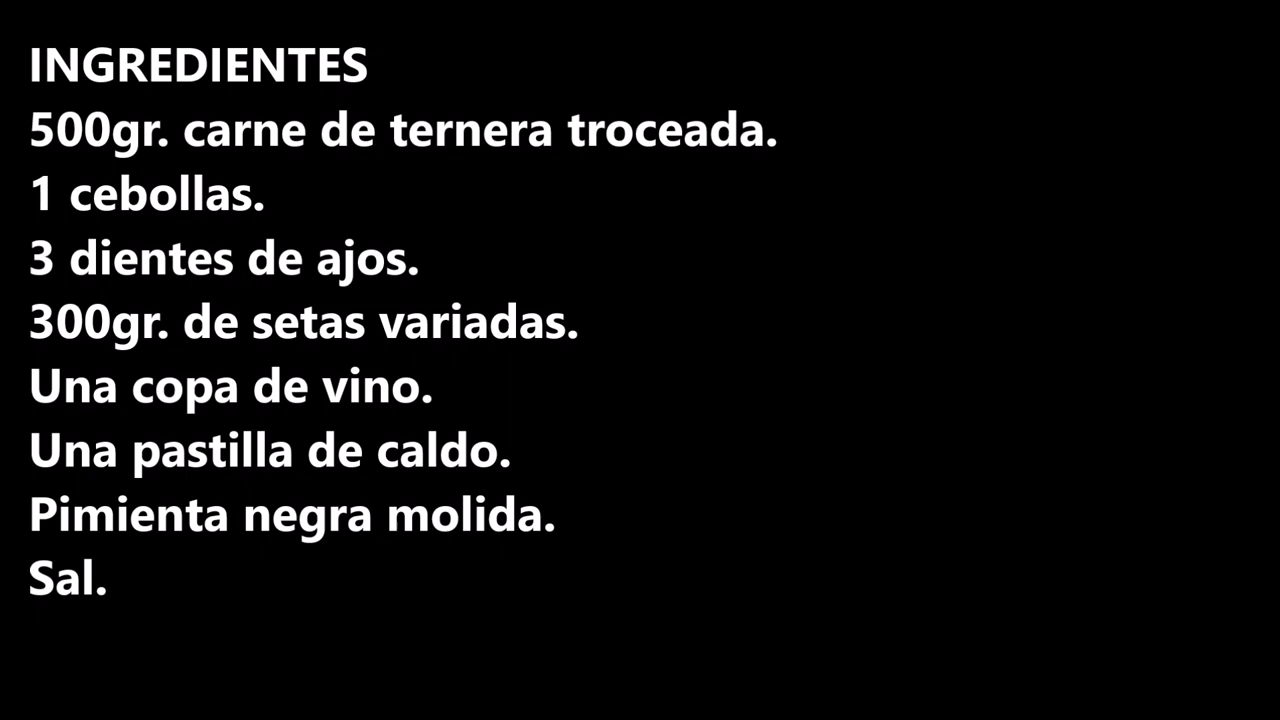 INGREDIENTES
500gr. carne de ternera troceada.
1 cebollas.
3 dientes de ajos.
300gr. de setas variadas.
Una copa de vino.
Una pastilla de caldo.
Pimienta negra molida.
Sal.